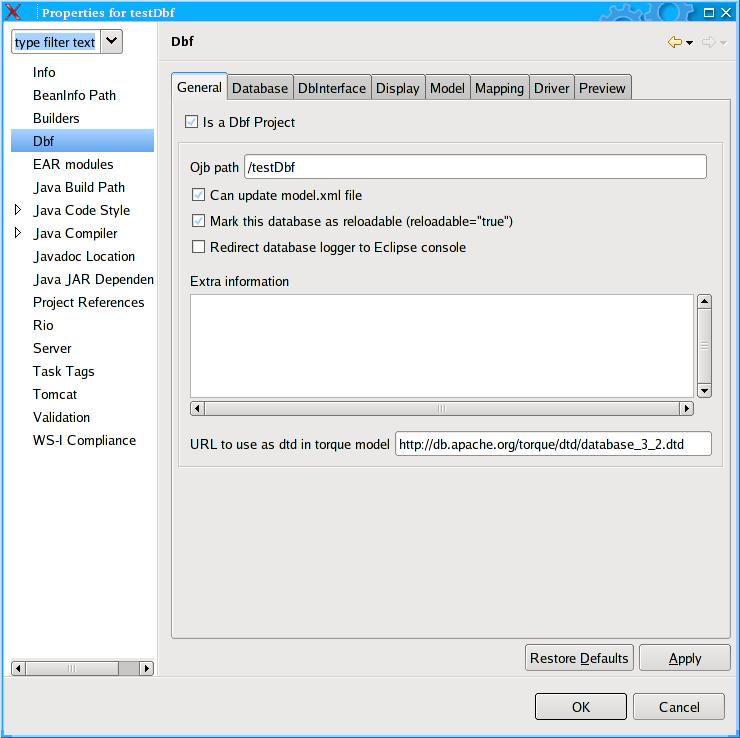 Properties for testDbf
type filter text
Info
BeanInfo Path
Builders
Dbf
EAR modules
Java Build Path
Java Code Style
Java Compiler
Javadoc Location
Java JAR Dependen
Project References
Rio
Server
Task Tags
Tomcat
Validation
WS-I Compliance
Dbf
General Database DbInterface Display Model Mapping Driver Preview
Is a Dbf Project
Ojb path /testDbf
Can update model.xml file
Mark this database as reloadable (reloadable="true")
Redirect database logger to Eclipse console
Extra information
URL to use as dtd in torque model http://db.apache.org/torque/dtd/database_3_2.dtd
Restore Defaults Apply
OK Cancel